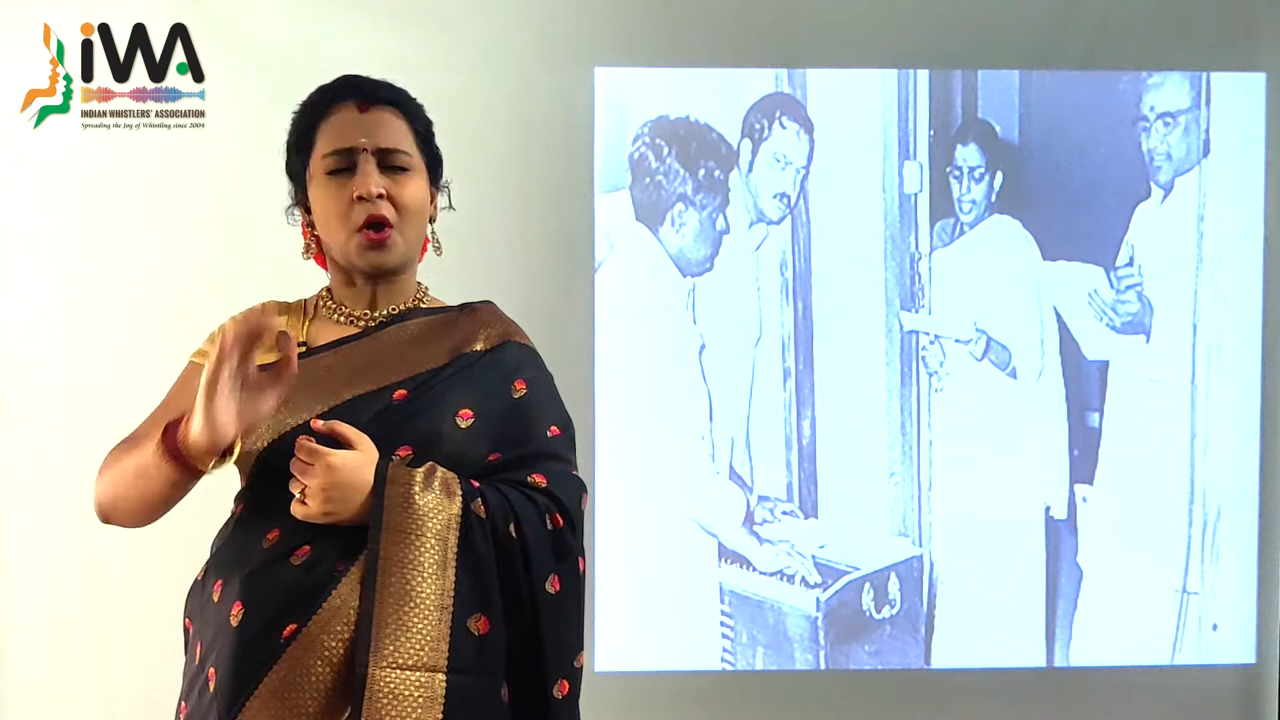 iWA
INDIAN WHISTLERS' ASSOCIATION
Spreading the Joy of Whistling since 2004